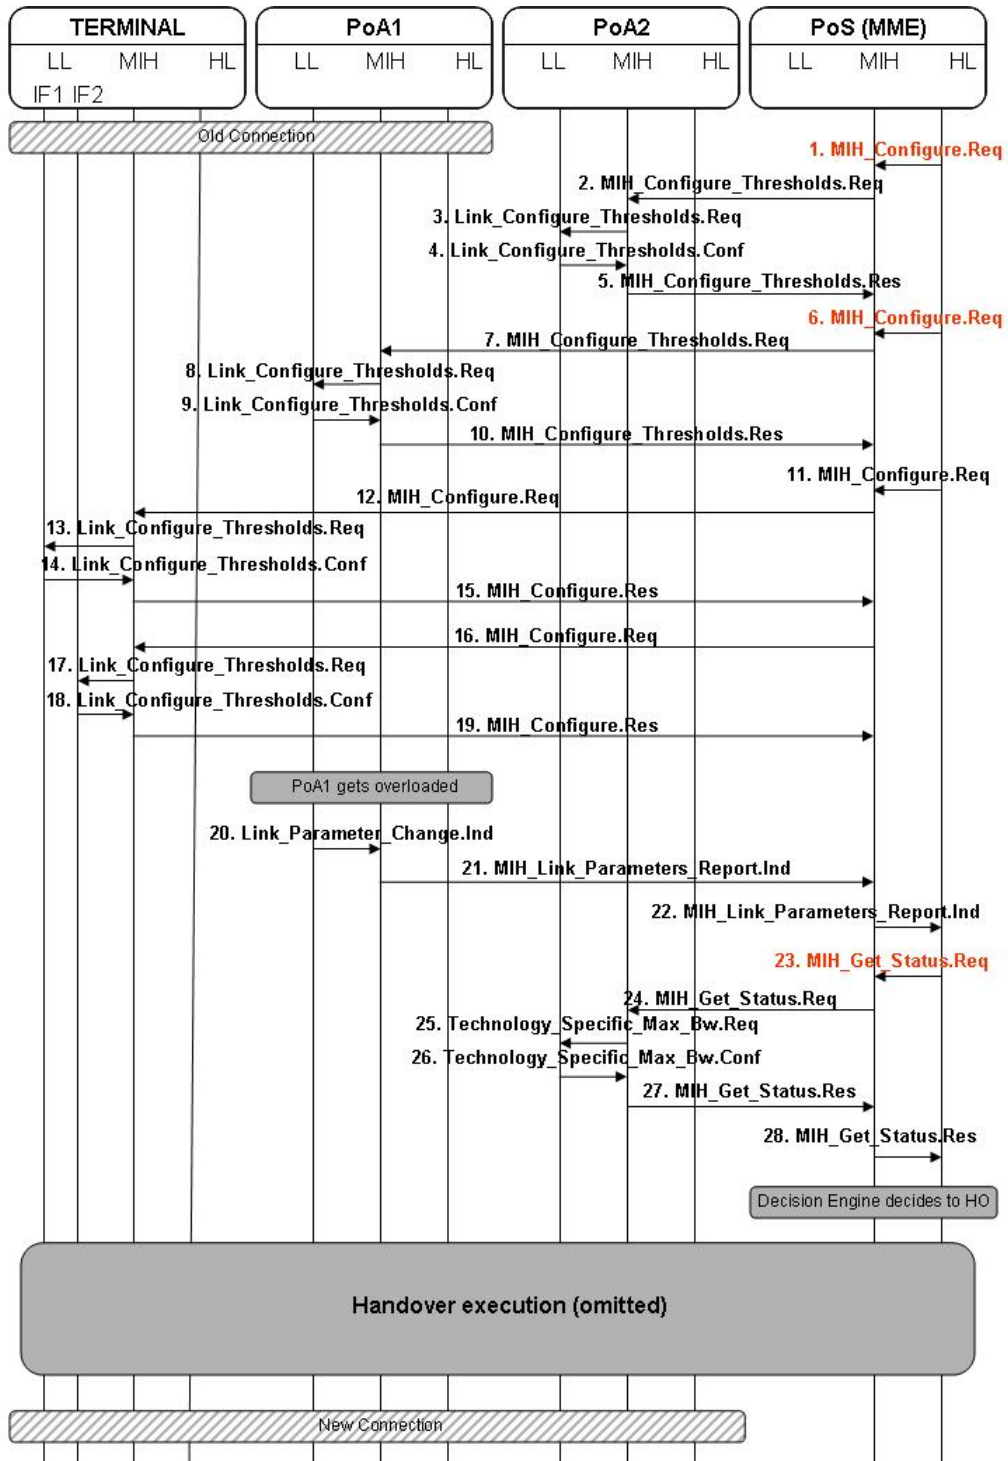 TERMINAL PoA1 PoA2 PoS (MME)
LL MIH HL LL MIH HL LL MIH HL LL MIH HL
IF1 IF2
Old Connection
1. MIH_Configure.Req
2. MIH_Configure_Thresholds.Req
3. Link_Configure_Thresholds.Req
4. Link_Configure_Thresholds.Conf
5. MIH_Configure_Thresholds.Res
6. MIH_Configure.Req
7. MIH_Configure_Thresholds.Req
8. Link_Configure_Thresholds.Req
9. Link_Configure_Thresholds.Conf
10. MIH_Configure_Thresholds.Res
11. MIH_Configure.Req
12. MIH_Configure.Req
13. Link_Configure_Thresholds.Req
14. Link_Configure_Thresholds.Conf
15. MIH_Configure.Res
16. MIH_Configure.Req
17. Link_Configure_Thresholds.Req
18. Link_Configure_Thresholds.Conf
19. MIH_Configure.Res
PoA1 gets overloaded
20. Link_Parameter_Change.Ind
21. MIH_Link_Parameters_Report.Ind
22. MIH_Link_Parameters_Report.Ind
23. MIH_Get_Status.Req
24. MIH_Get_Status.Req
25. Technology_Specific_Max_Bw.Req
26. Technology_Specific_Max_Bw.Conf
27. MIH_Get_Status.Res
28. MIH_Get_Status.Res
Decision Engine decides to HO
Handover execution (omitted)
New Connection